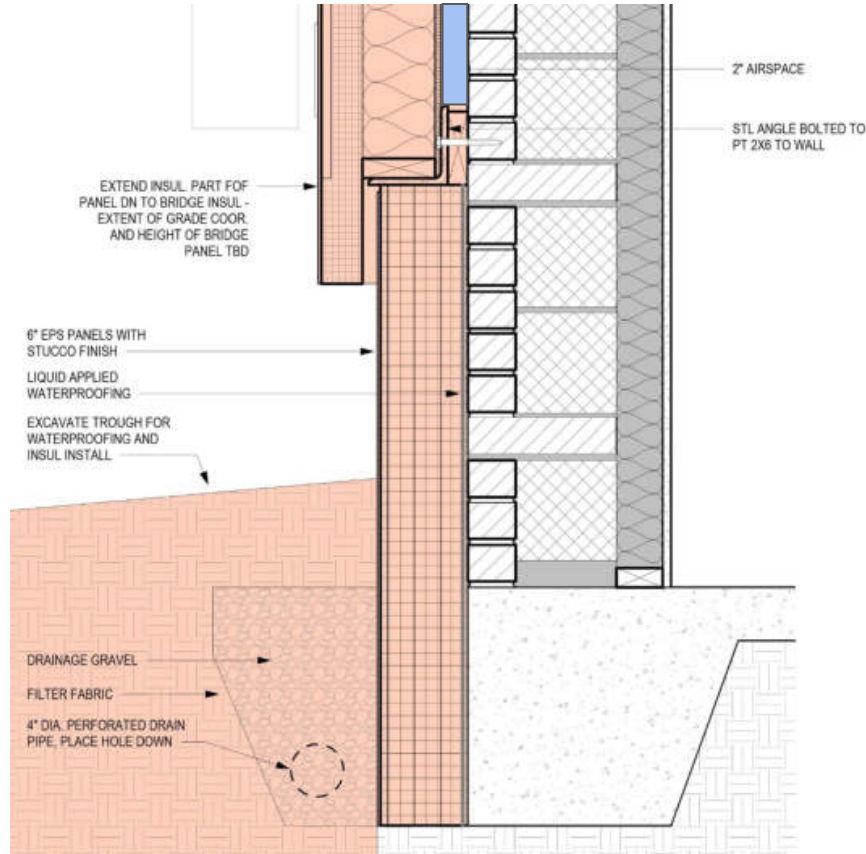 2" AIRSPACE
STL ANGLE BOLTED TO
PT 2X6 TO WALL
EXTEND INSUL. PART FOF
PANEL DN TO BRIDGE INSUL -
EXTENT OF GRADE COOR.
AND HEIGHT OF BRIDGE
PANEL TBD
6" EPS PANELS WITH
STUCCO FINISH
LIQUID APPLIED
WATERPROOFING
EXCAVATE TROUGH FOR
WATERPROOFING AND
INSUL INSTALL
DRAINAGE GRAVEL
FILTER FABRIC
4" DIA. PERFORATED DRAIN
PIPE, PLACE HOLE DOWN